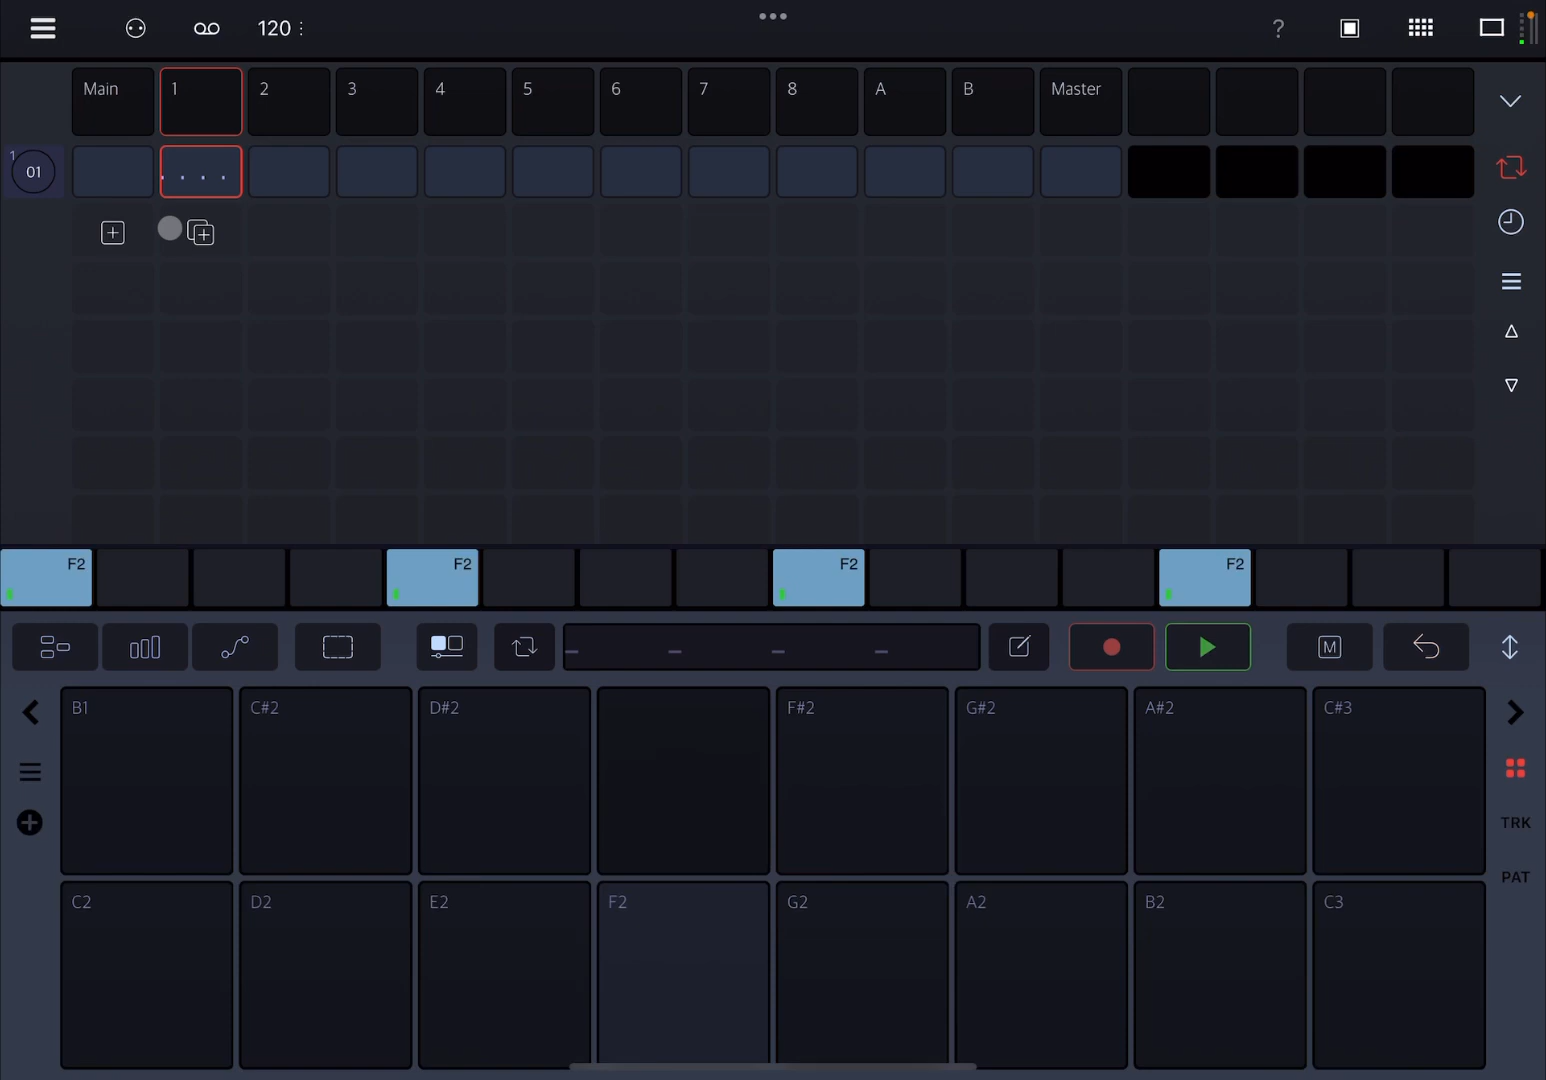 120
?
Main 1 2 3 4 5 6 7 8 A B Master
1
01
F2 F2 F2 F2
M
B1 C#2 D#2 F#2 G#2 A#2 C#3
TRK
PAT
C2 D2 E2 F2 G2 A2 B2 C3